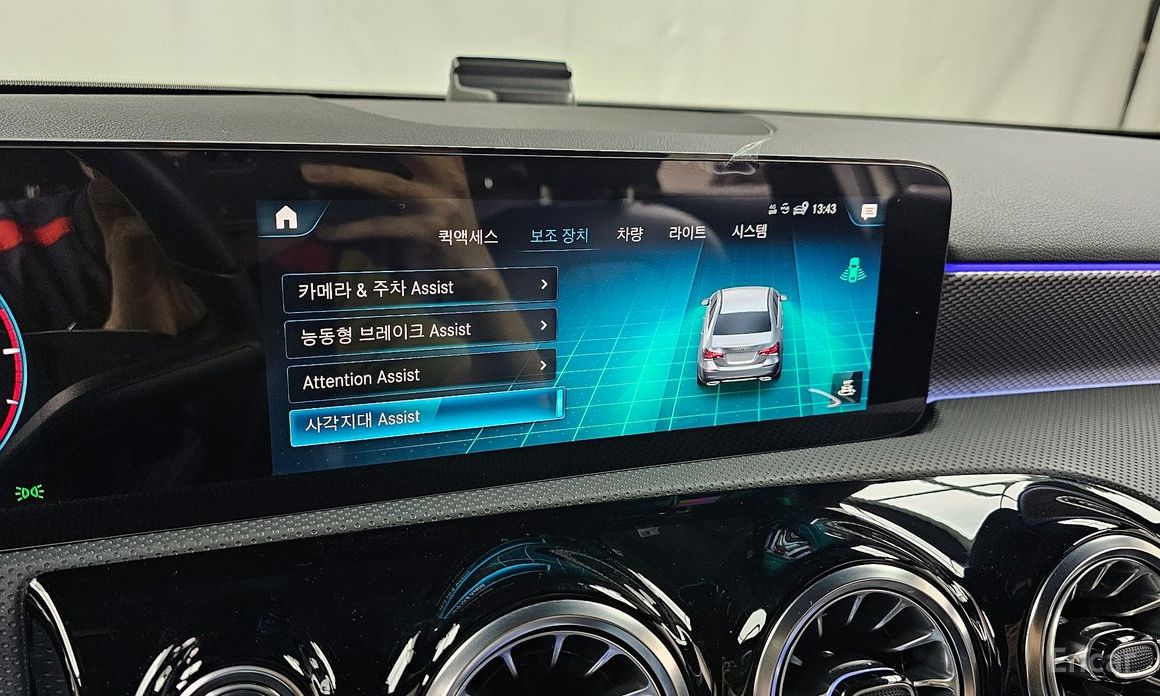 13:43
퀵액세스 보조 장치 차량 라이트 시스템
카메라 & 주차 Assist
능동형 브레이크 Assist
Attention Assist
사각지대 Assist
Encar